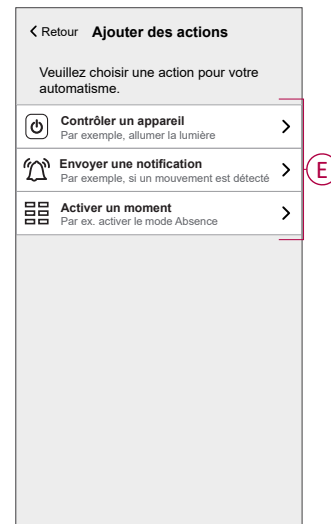 Retour Ajouter des actions
Veuillez choisir une action pour votre
automatisme.
Contrôler un appareil
Par exemple, allumer la lumière
Envoyer une notification
Par exemple, si un mouvement est détecté
E
Activer un moment
Par ex. activer le mode Absence